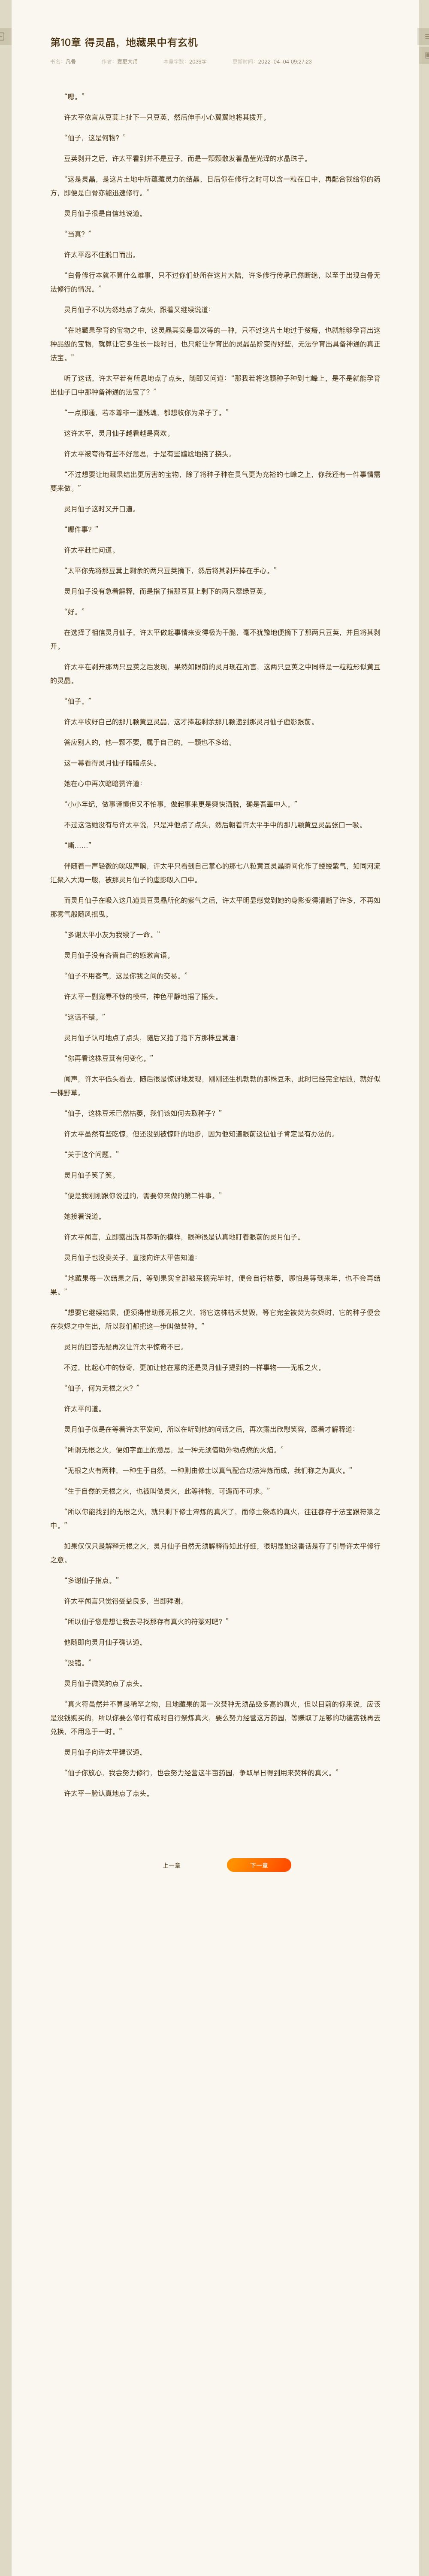 第10章 得灵晶，地藏果中有玄机
书名：凡眷 作者：萱更大师 本章字数：2039字 更新时间：2022-04-04 09:27:23
“嗯。”
许太平依言从豆萁上扯下一只豆荚，然后伸手小心翼翼地将其拨开。
“仙子，这是何物？”
豆荚剥开之后，许太平看到并不是豆子，而是一颗颗散发着晶莹光泽的水晶珠子。
“这是灵晶，是这片土地中所蕴藏灵力的结晶，日后你在修行之时可以含一粒在口中，再配合我给你的药
方，即便是白骨亦能迅速修行。”
灵月仙子很是自信地说道。
“当真？”
许太平忍不住脱口而出。
“白骨修行本就不算什么难事，只不过你们处所在这片大陆，许多修行传承已然断绝，以至于出现白骨无
法修行的情况。”
灵月仙子不以为然地点了点头，跟着又继续说道：
“在地藏果孕育的宝物之中，这灵晶其实是最次等的一种，只不过这片土地过于贫瘠，也就能够孕育出这
种品级的宝物，就算让它多生长一段时日，也只能让孕育出的灵晶品阶变得好些，无法孕育出具备神通的真正
法宝。”
听了这话，许太平若有所思地点了点头，随即又问道：“那我若将这颗种子种到七峰上，是不是就能孕育
出仙子口中那种备神通的法宝了？”
“一点即通，若本尊非一道残魂，都想收你为弟子了。”
这许太平，灵月仙子越看越是喜欢。
许太平被夸得有些不好意思，于是有些尴尬地挠了挠头。
“不过想要让地藏果结出更厉害的宝物，除了将种子种在灵气更为充裕的七峰之上，你我还有一件事情需
要来做。”
灵月仙子这时又开口道。
“哪件事？”
许太平赶忙问道。
“太平你先将那豆萁上剩余的两只豆荚摘下，然后将其剥开捧在手心。”
灵月仙子没有急着解释，而是指了指那豆萁上剩下的两只翠绿豆荚。
“好。”
在选择了相信灵月仙子，许太平做起事情来变得极为干脆，毫不犹豫地便摘下了那两只豆荚，并且将其剥
开。
许太平在剥开那两只豆荚之后发现，果然如眼前的灵月现在所言，这两只豆荚之中同样是一粒粒形似黄豆
的灵晶。
“仙子。”
许太平收好自己的那几颗黄豆灵晶，这才捧起剩余那几颗递到那灵月仙子虚影跟前。
答应别人的，他一颗不要，属于自己的，一颗也不多给。
这一幕看得灵月仙子暗暗点头。
她在心中再次暗暗赞许道：
“小小年纪，做事谨慎但又不怕事，做起事来更是爽快洒脱，确是吾辈中人。”
不过这话她没有与许太平说，只是冲他点了点头，然后朝着许太平手中的那几颗黄豆灵晶张口一吸。
“嘶……”
伴随着一声轻微的吮吸声响，许太平只看到自己掌心的那七八粒黄豆灵晶瞬间化作了缕缕紫气，如同河流
汇聚入大海一般，被那灵月仙子的虚影吸入口中。
而灵月仙子在吸入这几道黄豆灵晶所化的紫气之后，许太平明显感觉到她的身影变得清晰了许多，不再如
那雾气般随风摇曳。
“多谢太平小友为我续了一命。”
灵月仙子没有吝啬自己的感激言语。
“仙子不用客气，这是你我之间的交易。”
许太平一副宠辱不惊的模样，神色平静地摇了摇头。
“这话不错。”
灵月仙子认可地点了点头，随后又指了指下方那株豆萁道：
“你再看这株豆萁有何变化。”
闻声，许太平低头看去，随后很是惊讶地发现，刚刚还生机勃勃的那株豆禾，此时已经完全枯败，就好似
一棵野草。
“仙子，这株豆禾已然枯萎，我们该如何去取种子？”
许太平虽然有些吃惊，但还没到被惊吓的地步，因为他知道眼前这位仙子肯定是有办法的。
“关于这个问题。”
灵月仙子笑了笑。
“便是我刚刚跟你说过的，需要你来做的第二件事。”
她接着说道。
许太平闻言，立即露出洗耳恭听的模样，眼神很是认真地盯着眼前的灵月仙子。
灵月仙子也没卖关子，直接向许太平告知道：
“地藏果每一次结果之后，等到果实全部被采摘完毕时，便会自行枯萎，哪怕是等到来年，也不会再结
果。”
“想要它继续结果，便须得借助那无根之火，将它这株枯禾焚毁，等它完全被焚为灰烬时，它的种子便会
在灰烬之中生出，所以我们都把这一步叫做焚种。”
灵月的回答无疑再次让许太平惊奇不已。
不过，比起心中的惊奇，更加让他在意的还是灵月仙子提到的一样事物——无根之火。
“仙子，何为无根之火？”
许太平问道。
灵月仙子似是在等着许太平发问，所以在听到他的问话之后，再次露出欣慰笑容，跟着才解释道：
“所谓无根之火，便如字面上的意思，是一种无须借助外物点燃的火焰。”
“无根之火有两种，一种生于自然，一种则由修士以真气配合功法淬炼而成，我们称之为真火。”
“生于自然的无根之火，也被叫做灵火，此等神物，可遇而不可求。”
“所以你能找到的无根之火，就只剩下修士淬炼的真火了，而修士祭炼的真火，往往都存于法宝跟符箓之
中。”
如果仅仅只是解释无根之火，灵月仙子自然无须解释得如此仔细，很明显她这番话是存了引导许太平修行
之意。
“多谢仙子指点。”
许太平闻言只觉得受益良多，当即拜谢。
“所以仙子您是想让我去寻找那存有真火的符箓对吧？”
他随即向灵月仙子确认道。
“没错。”
灵月仙子微笑的点了点头。
“真火符虽然并不算是稀罕之物，且地藏果的第一次焚种无须品级多高的真火，但以目前的你来说，应该
是没钱购买的，所以你要么修行有成时自行祭炼真火，要么努力经营这方药园，等赚取了足够的功德赏钱再去
兑换，不用急于一时。”
灵月仙子向许太平建议道。
“仙子你放心，我会努力修行，也会努力经营这半亩药园，争取早日得到用来焚种的真火。”
许太平一脸认真地点了点头。
上一章 下一章